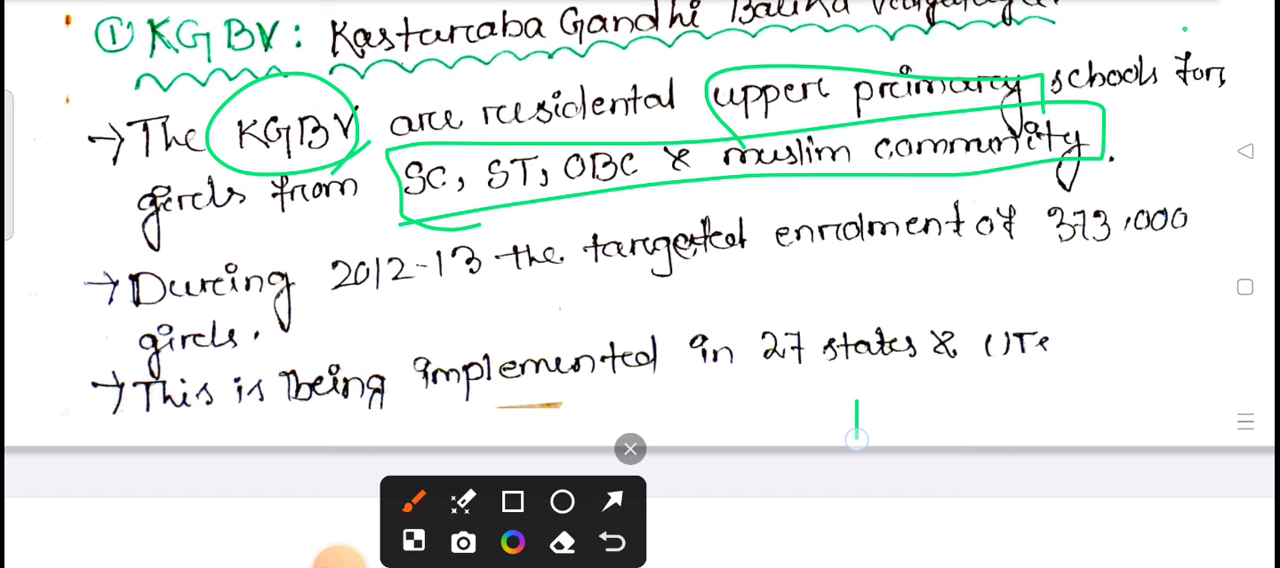 ① KGBV: Kasturaba Gandhi Balika
→ The KGBV are residental upper primary schools for
girls from SC, ST, OBC & muslim community.
→ During 2012-13 the targeted enrolment of 373,000
girls.
→ This is being implemented in 27 states & UTs